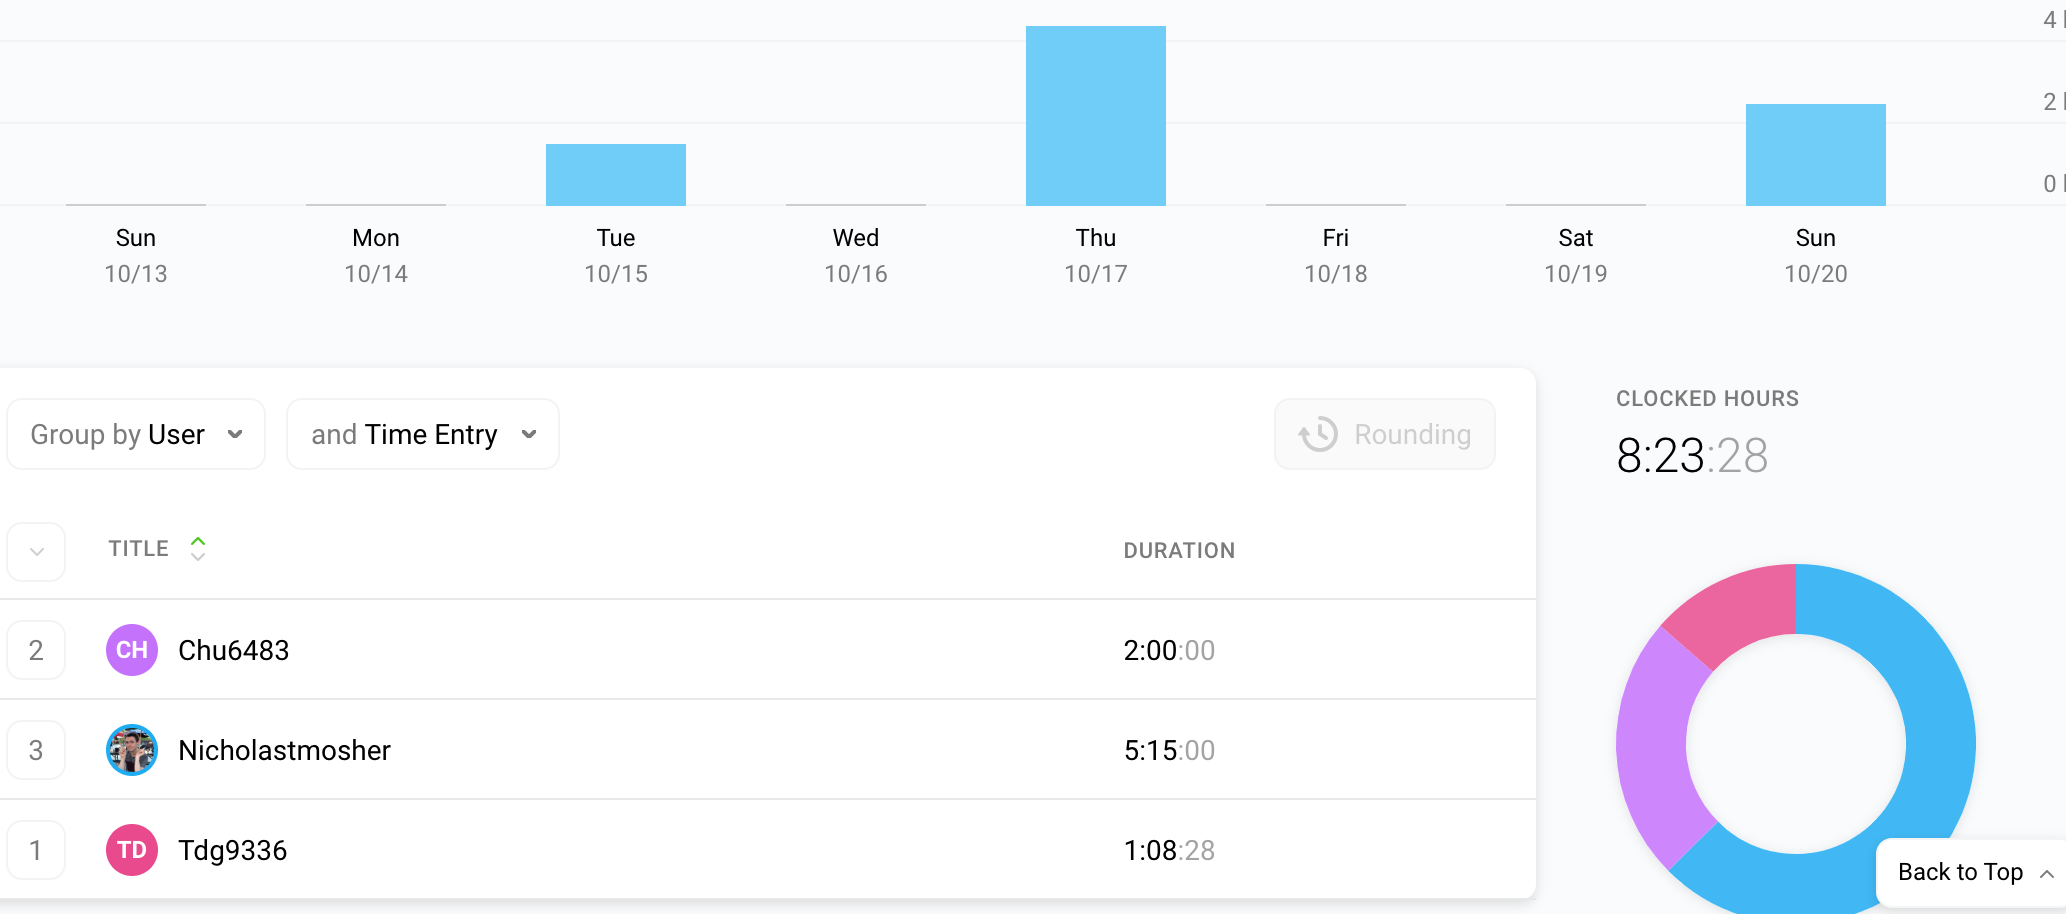 4
2
0
Sun Mon Tue Wed Thu Fri Sat Sun
10/13 10/14 10/15 10/16 10/17 10/18 10/19 10/20
Group by User and Time Entry Rounding
CLOCKED HOURS
8:23:28
TITLE DURATION
2 CH Chu6483 2:00:00
3 Nicholastmosher 5:15:00
1 TD Tdg9336 1:08:28
Back to Top